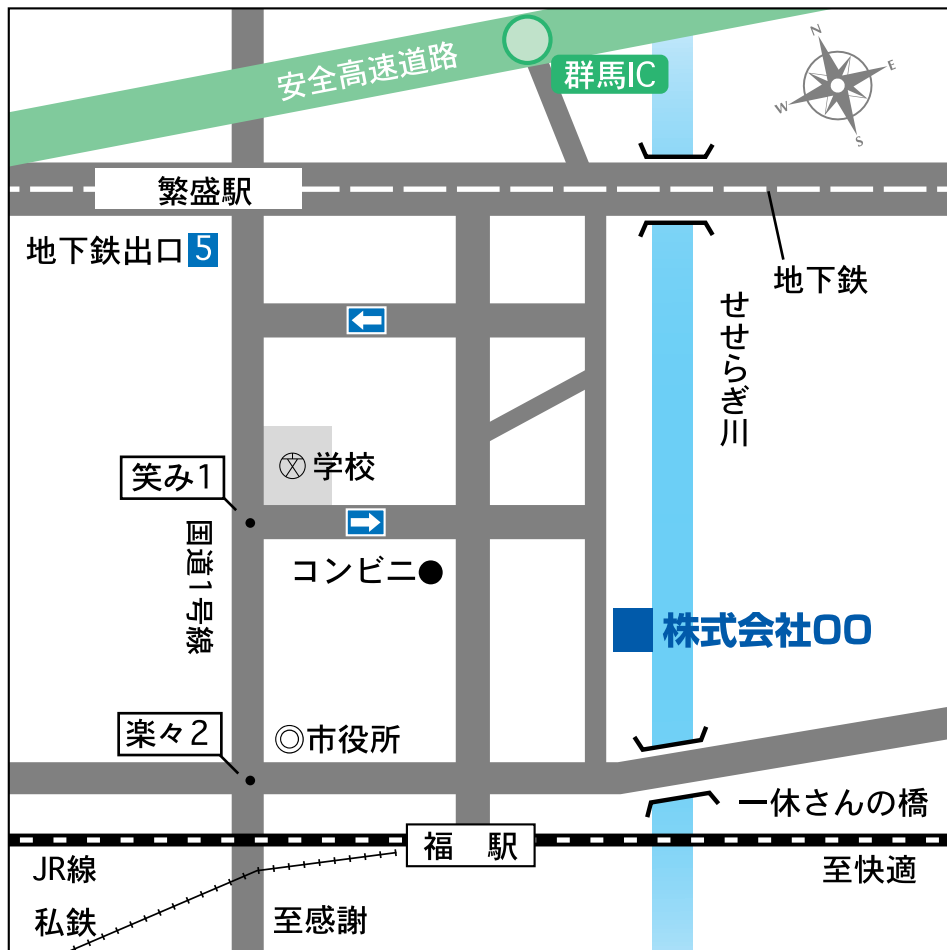 安全高速道路
群馬IC
N
E
W
S
繁盛駅
地下鉄出口 5
地下鉄
せせらぎ川
笑み1
学校
国道1号線
コンビニ
株式会社OO
楽々2
市役所
一休さんの橋
福 駅
JR線
至快適
私鉄
至感謝